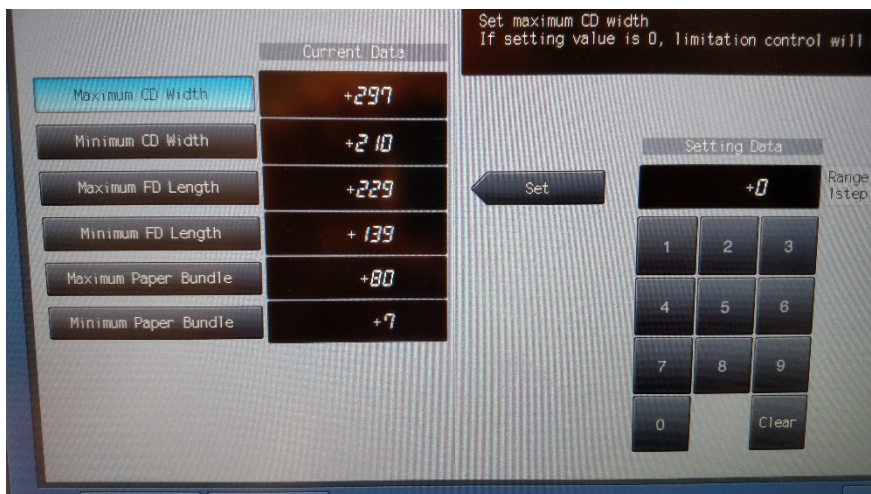 Set maximum CD width
If setting value is 0, limitation control will
Current Data
Maximum CD Width +297
Minimum CD Width +210
Maximum FD Length +229
Minimum FD Length +139
Maximum Paper Bundle +80
Minimum Paper Bundle +7
Set
Setting Data
+0
Range
1step
1 2 3
4 5 6
7 8 9
0 Clear